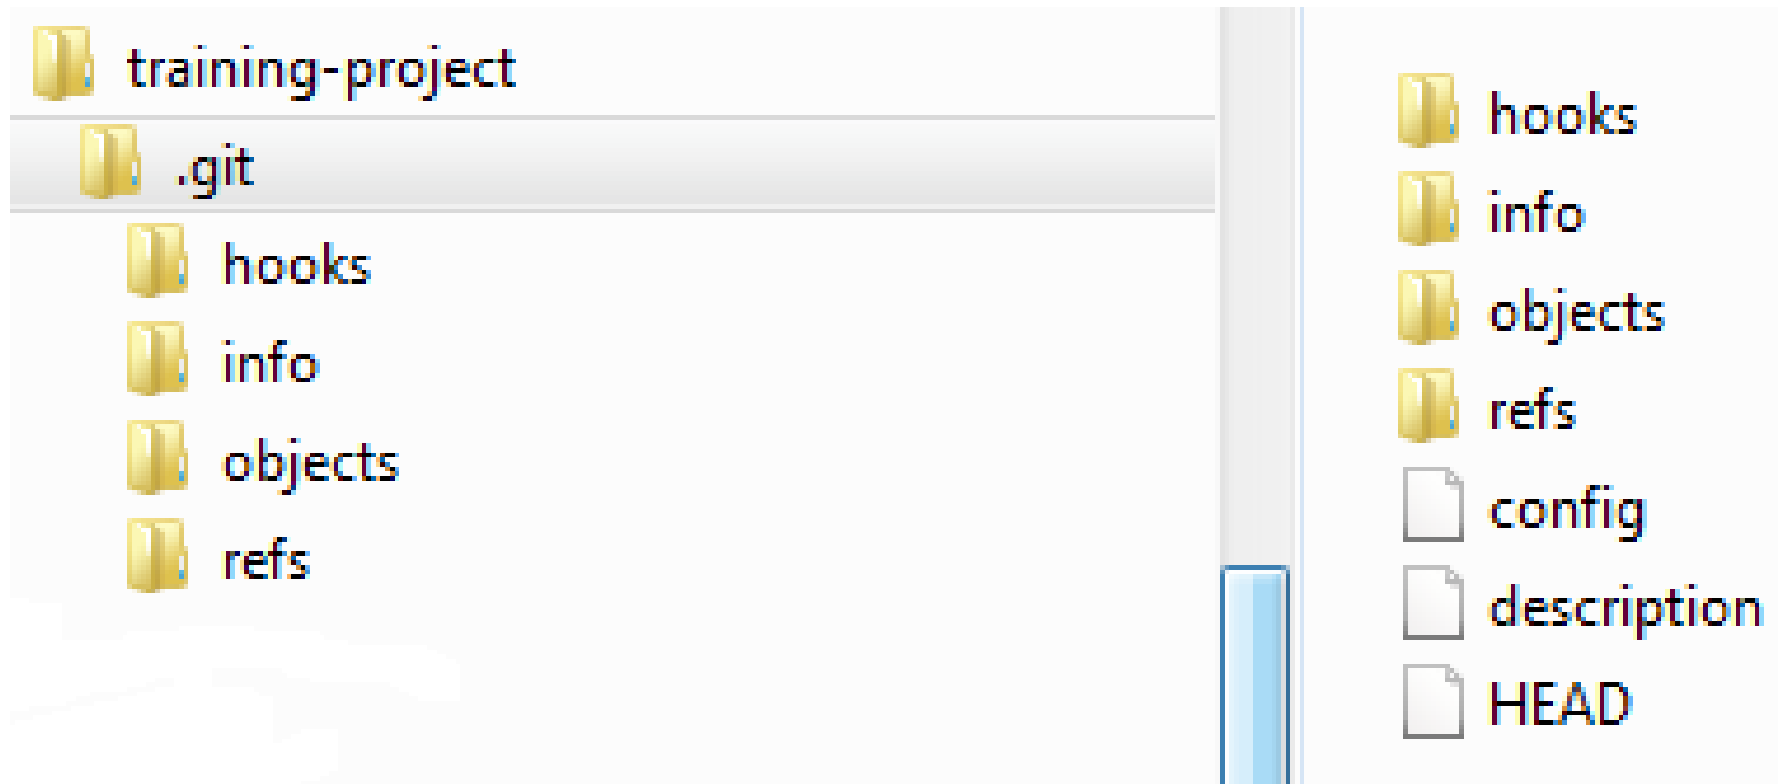 training-project
.git
hooks
info
objects
refs
hooks
info
objects
refs
config
description
HEAD